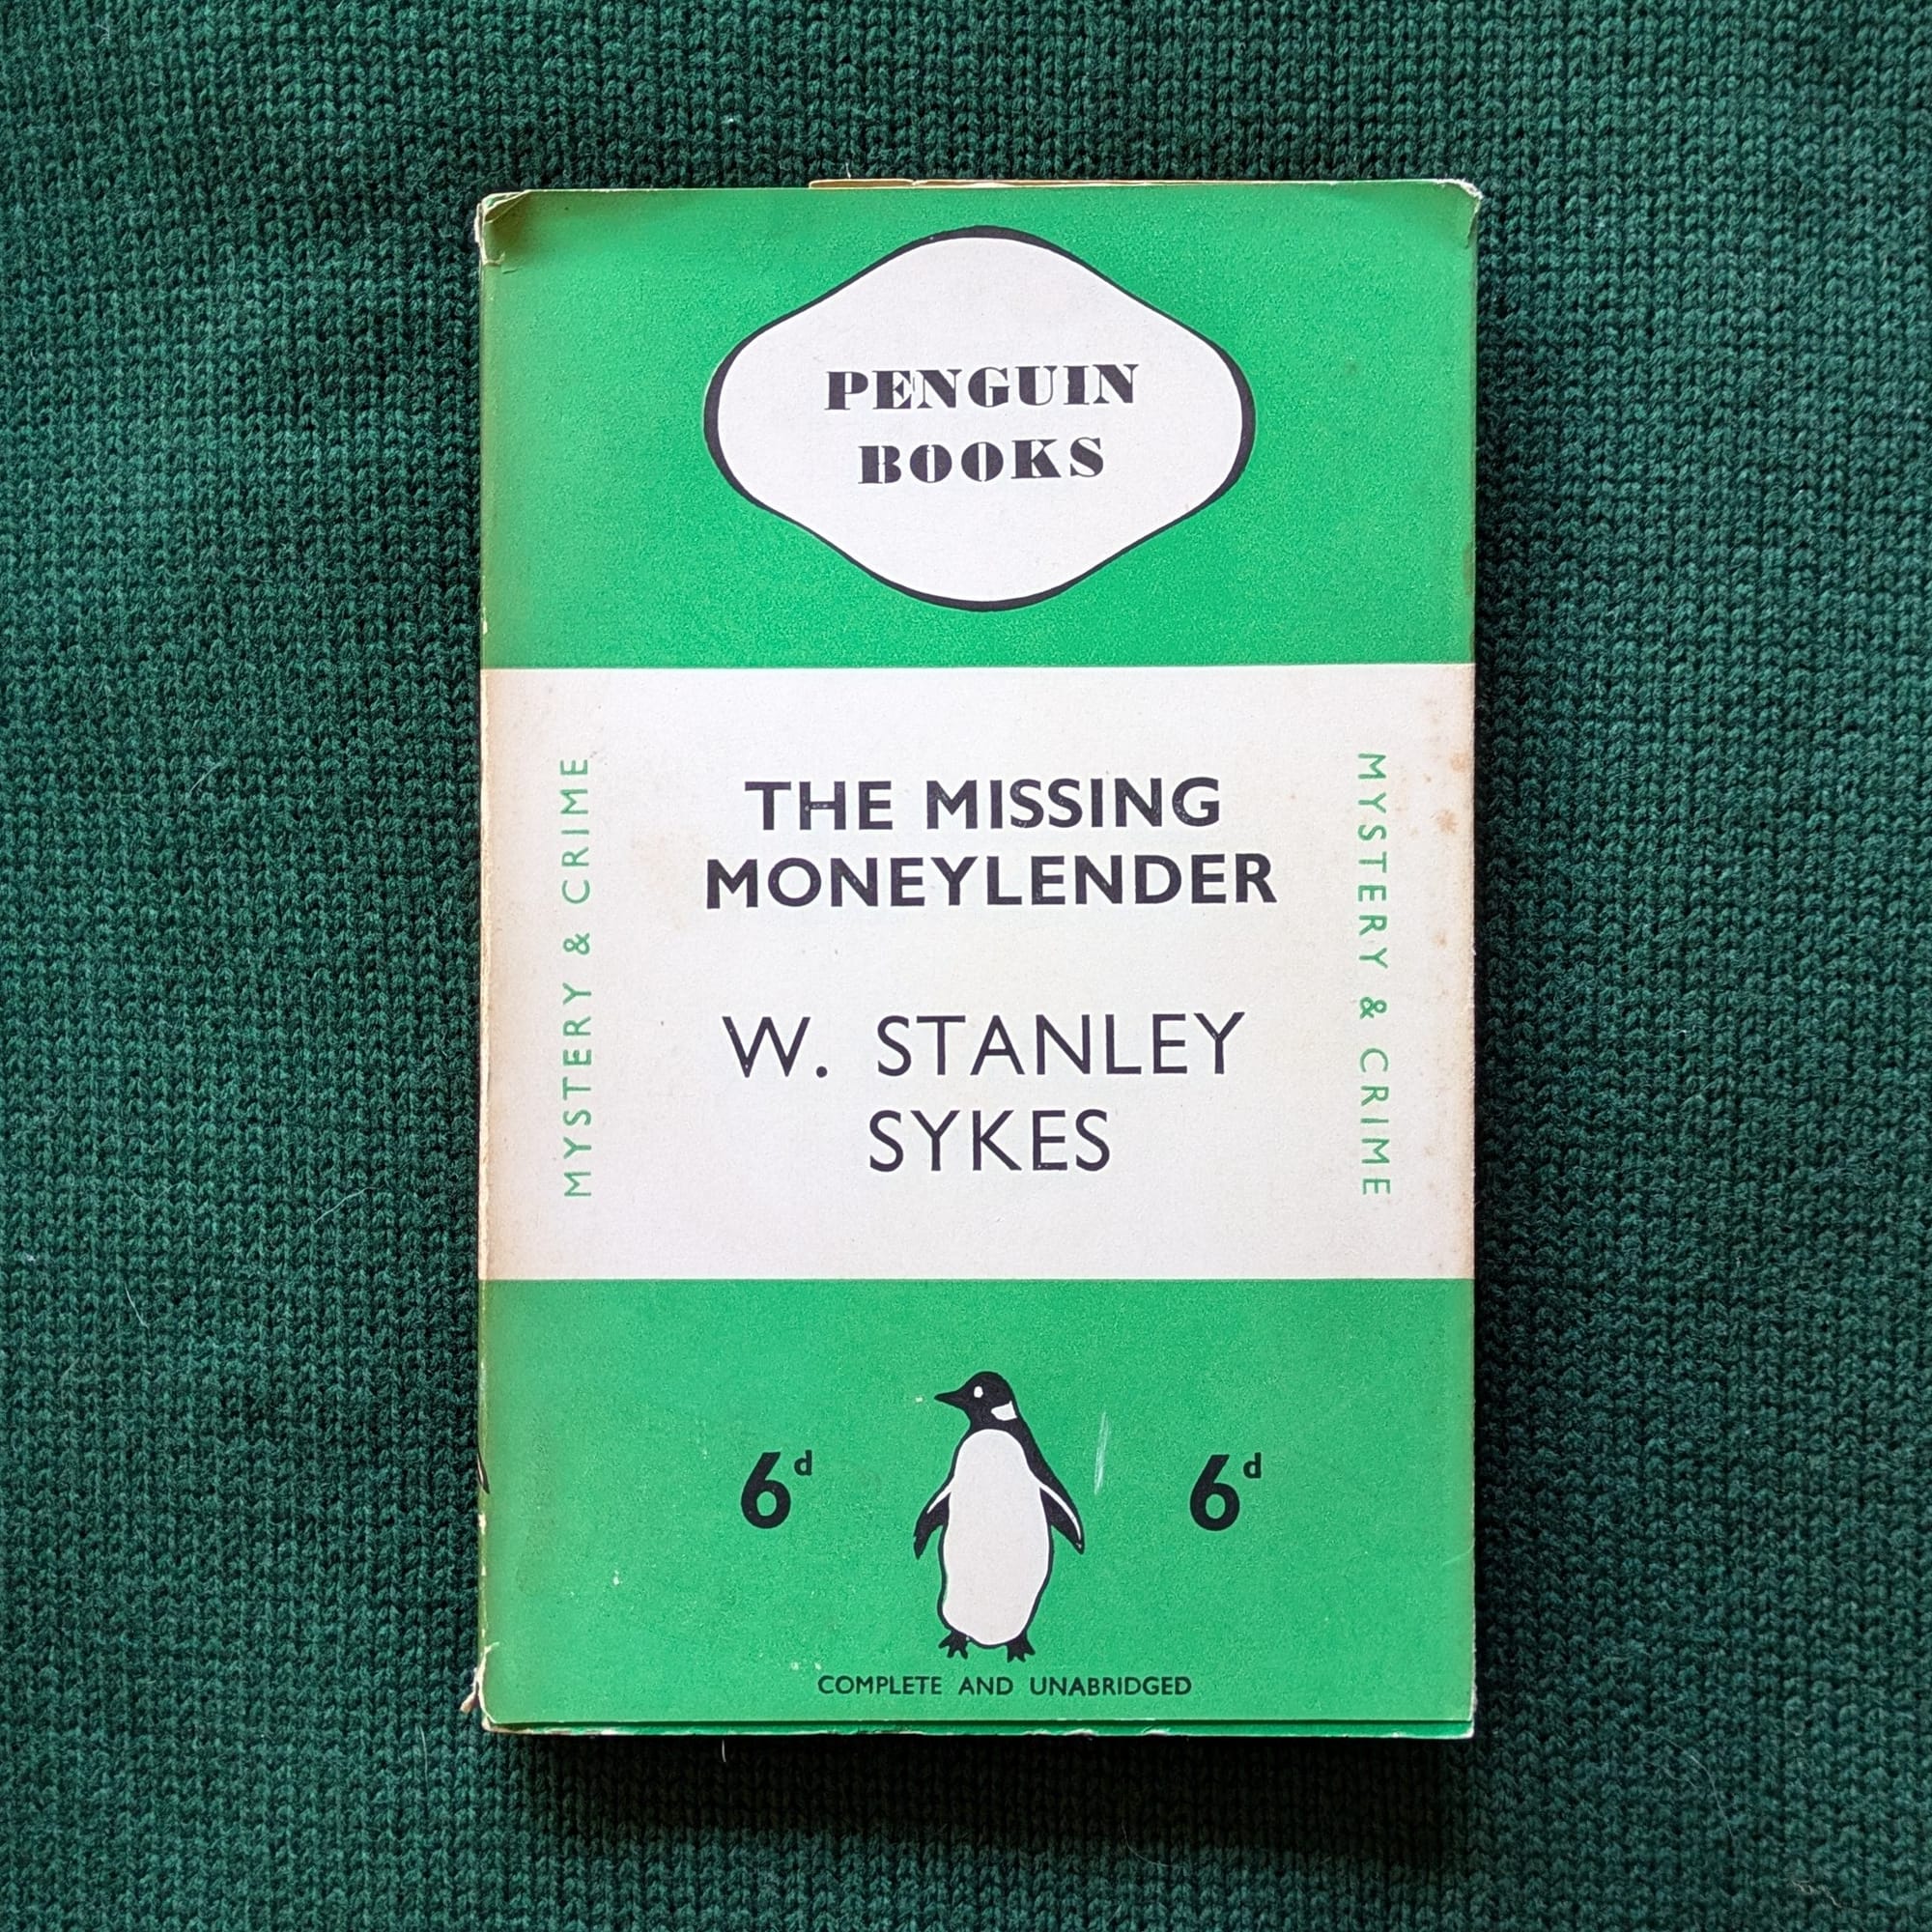 PENGUIN
BOOKS
MYSTERY & CRIME
THE MISSING
MONEYLENDER
W. STANLEY
SYKES
MYSTERY & CRIME
6d
6d
COMPLETE AND UNABRIDGED